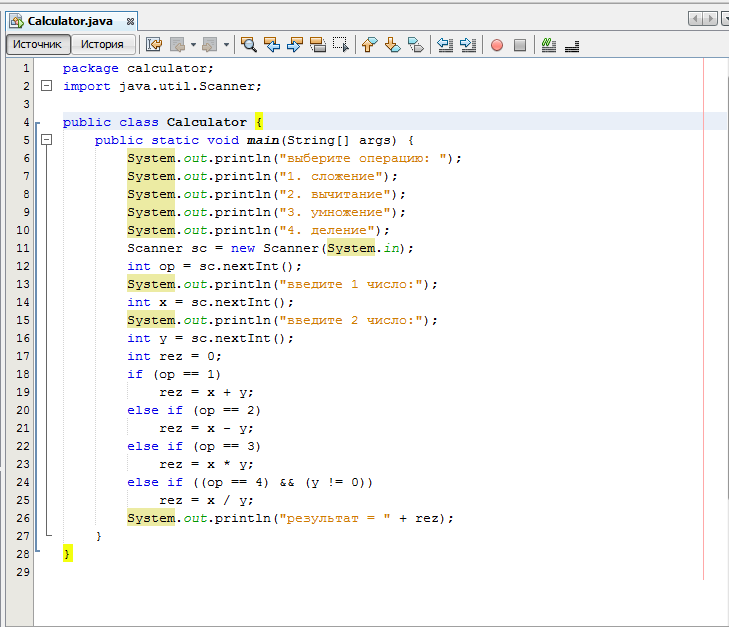 Calculator.java
Источник История
1 package calculator;
2 import java.util.Scanner;
3
4 public class Calculator {
5     public static void main(String[] args) {
6         System.out.println("выберите операцию: ");
7         System.out.println("1. сложение");
8         System.out.println("2. вычитание");
9         System.out.println("3. умножение");
10         System.out.println("4. деление");
11         Scanner sc = new Scanner(System.in);
12         int op = sc.nextInt();
13         System.out.println("введите 1 число:");
14         int x = sc.nextInt();
15         System.out.println("введите 2 число:");
16         int y = sc.nextInt();
17         int rez = 0;
18         if (op == 1)
19             rez = x + y;
20         else if (op == 2)
21             rez = x - y;
22         else if (op == 3)
23             rez = x * y;
24         else if ((op == 4) && (y != 0))
25             rez = x / y;
26         System.out.println("результат = " + rez);
27     }
28 }
29